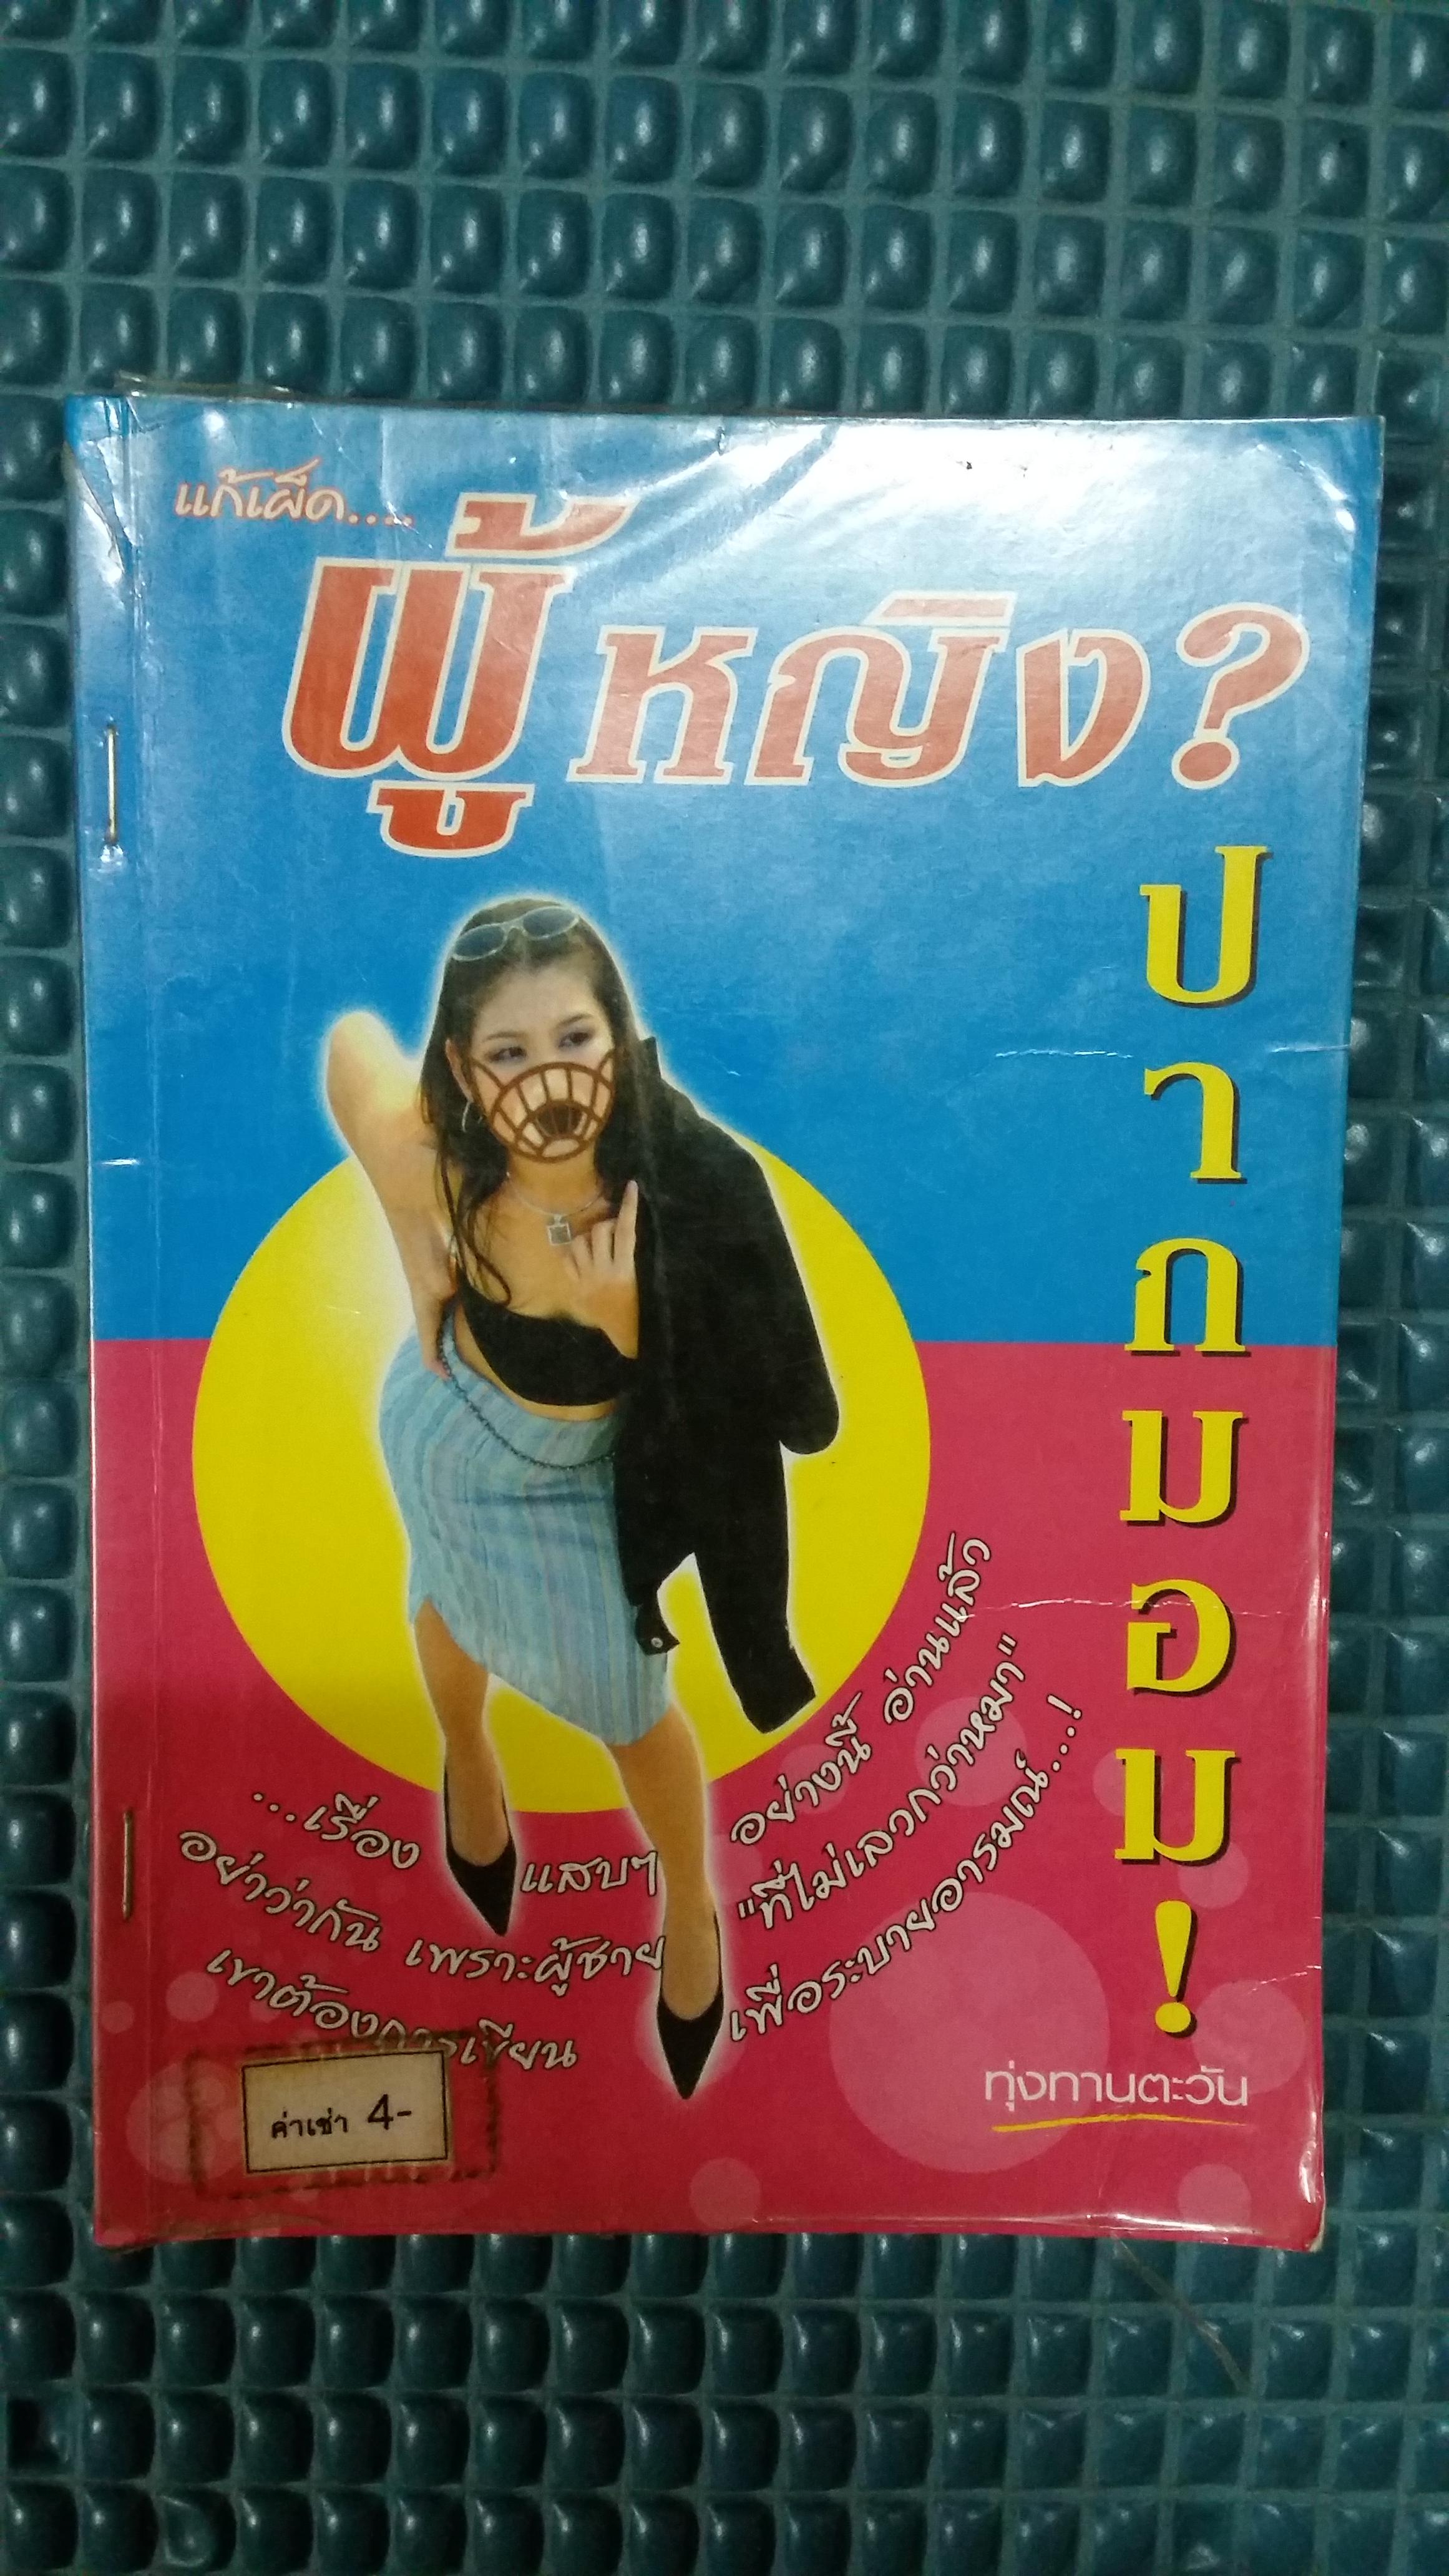 แก้เผ็ด....
ผู้หญิง?
ปากมอม!
...เรื่อง แสบๆ อย่างนี้ อ่านแล้ว
อย่าว่ากัน เพราะผู้ชาย "ที่ไม่เลวกว่าหมา"
เขาต้องการเขียน เพื่อระบายอารมณ์...!
ทุ่งทานตะวัน
ค่าเช่า 4-